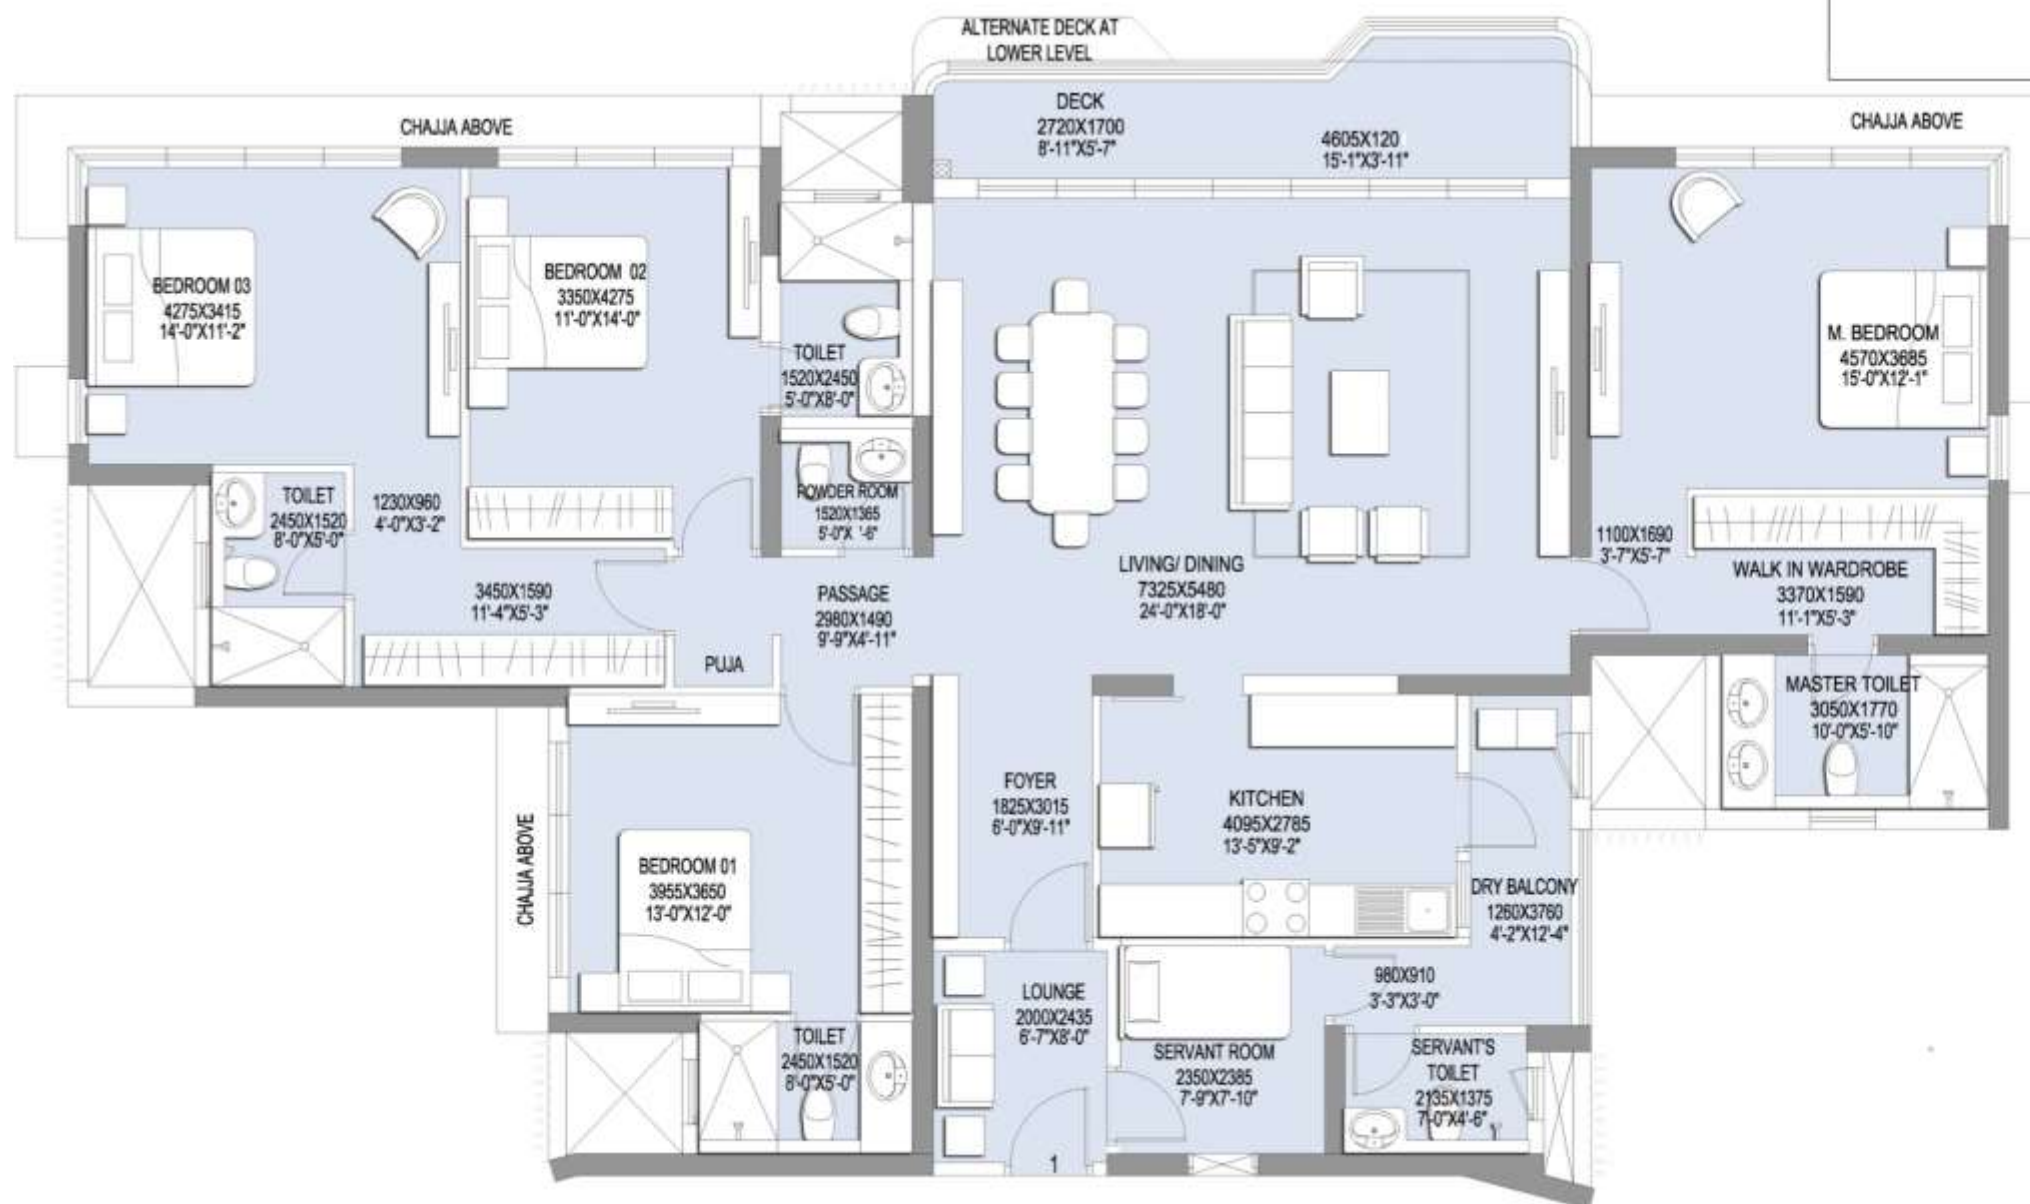 ALTERNATE DECK AT
LOWER LEVEL
DECK
2720X1700
8'-11"X5'-7"
4605X120
15'-1"X3'-11"
CHAJJA ABOVE
CHAJJA ABOVE
BEDROOM 03
4275X3415
14'-0"X11'-2"
BEDROOM 02
3350X4275
11'-0"X14'-0"
TOILET
1520X2450
5'-0"X8'-0"
M. BEDROOM
4570X3685
15'-0"X12'-1"
TOILET
2450X1520
8'-0"X5'-0"
1230X960
4'-0"X3'-2"
POWDER ROOM
1520X1365
5'-0"X '-6"
LIVING/ DINING
7325X5480
24'-0"X18'-0"
1100X1690
3'-7"X5'-7"
WALK IN WARDROBE
3370X1590
11'-1"X5'-3"
3450X1590
11'-4"X5'-3"
PASSAGE
2980X1490
9'-9"X4'-11"
PUJA
MASTER TOILET
3050X1770
10'-0"X5'-10"
FOYER
1825X3015
6'-0"X9'-11"
KITCHEN
4095X2785
13'-5"X9'-2"
CHAJJA ABOVE
BEDROOM 01
3955X3650
13'-0"X12'-0"
DRY BALCONY
1260X3760
4'-2"X12'-4"
980X910
3'-3"X3'-0"
LOUNGE
2000X2435
6'-7"X8'-0"
TOILET
2450X1520
8'-0"X5'-0"
SERVANT ROOM
2350X2385
7'-9"X7'-10"
SERVANT'S
TOILET
2135X1375
7'-0"X4'-6"
1